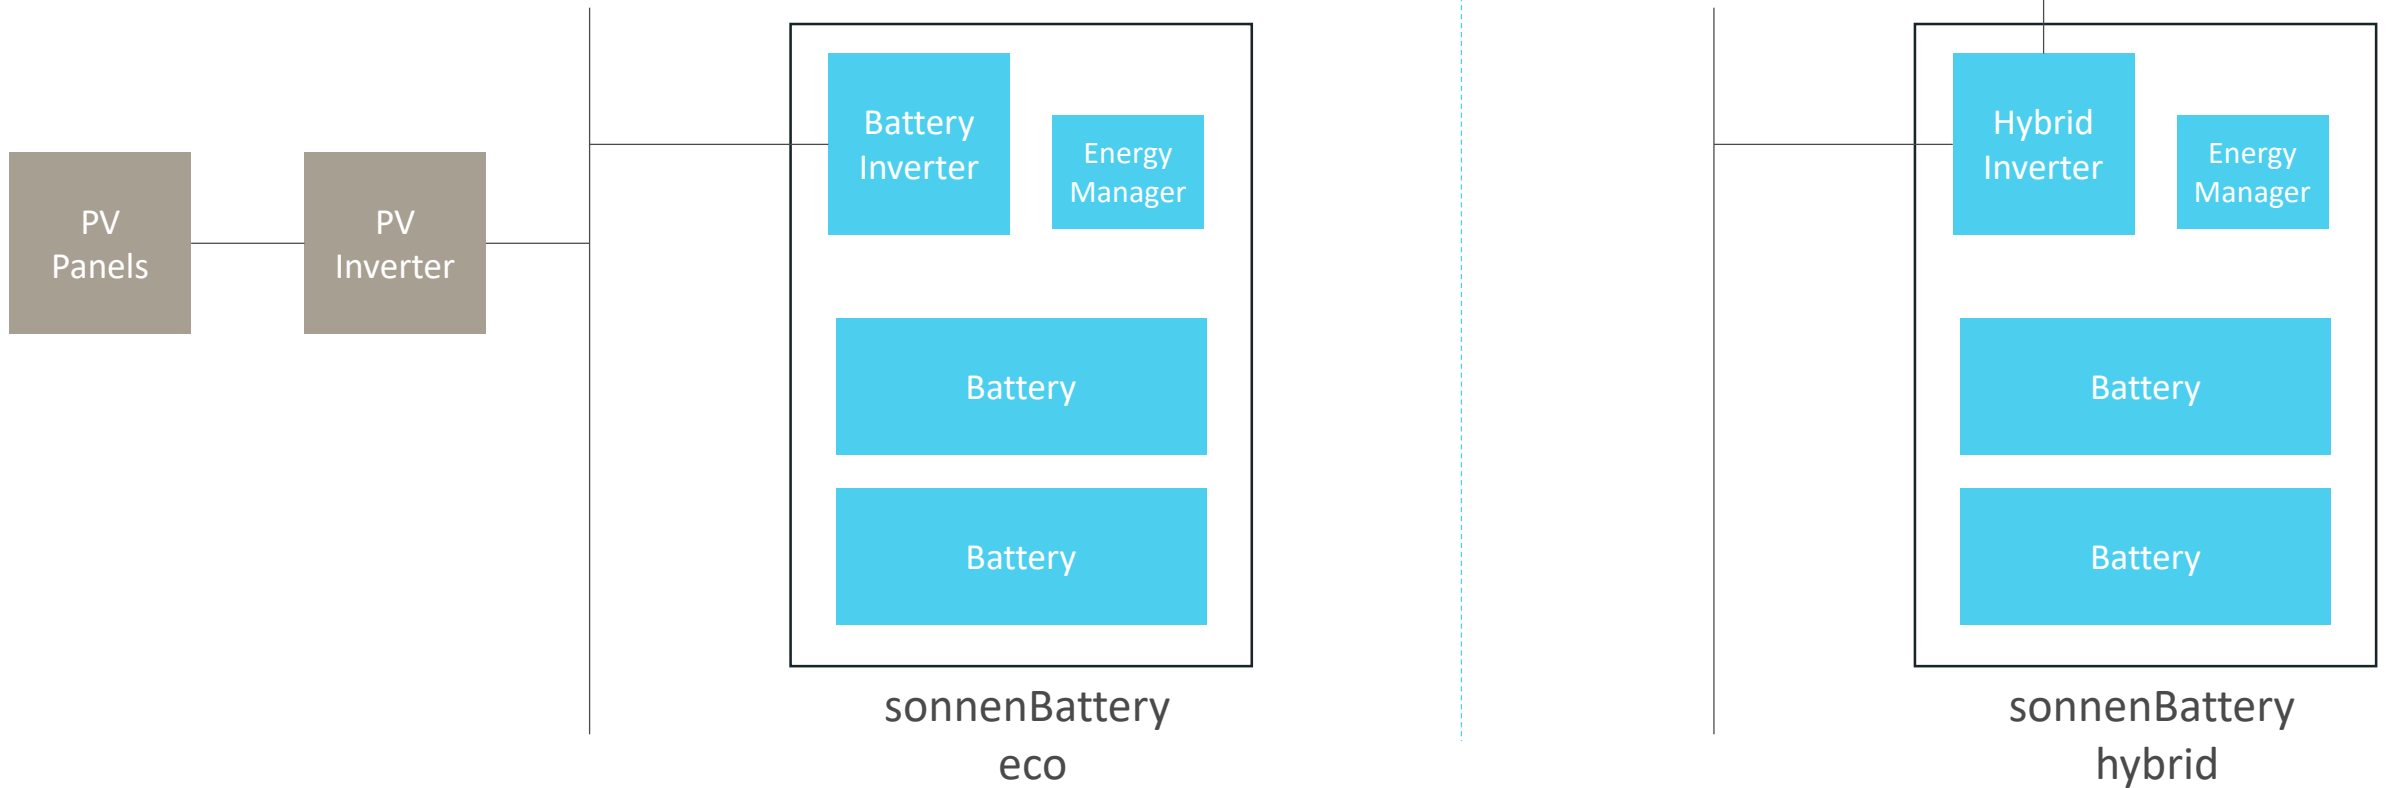 PV
Panels
PV
Inverter
Battery
Inverter
Energy
Manager
Battery
Battery
sonnenBattery
eco
Hybrid
Inverter
Energy
Manager
Battery
Battery
sonnenBattery
hybrid